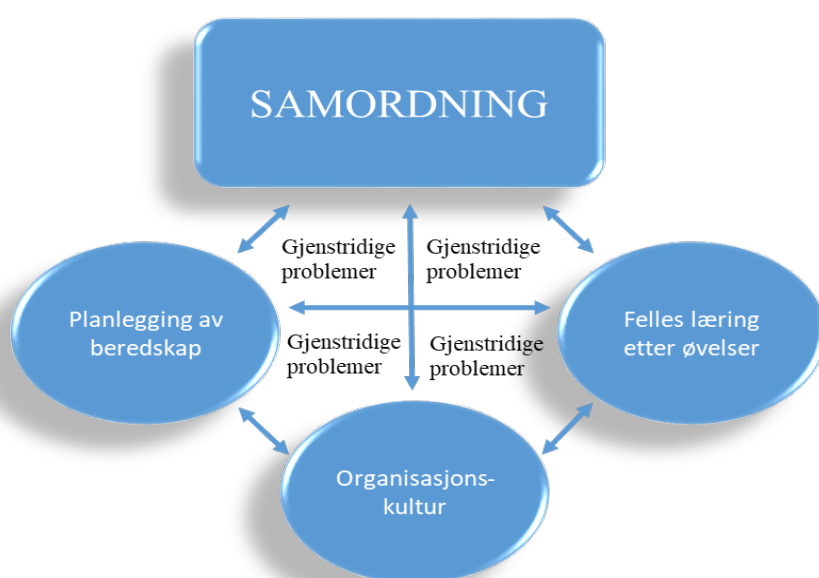 SAMORDNING
Gjenstridige
problemer
Gjenstridige
problemer
Planlegging av
beredskap
Felles læring
etter øvelser
Gjenstridige
problemer
Gjenstridige
problemer
Organisasjons-
kultur